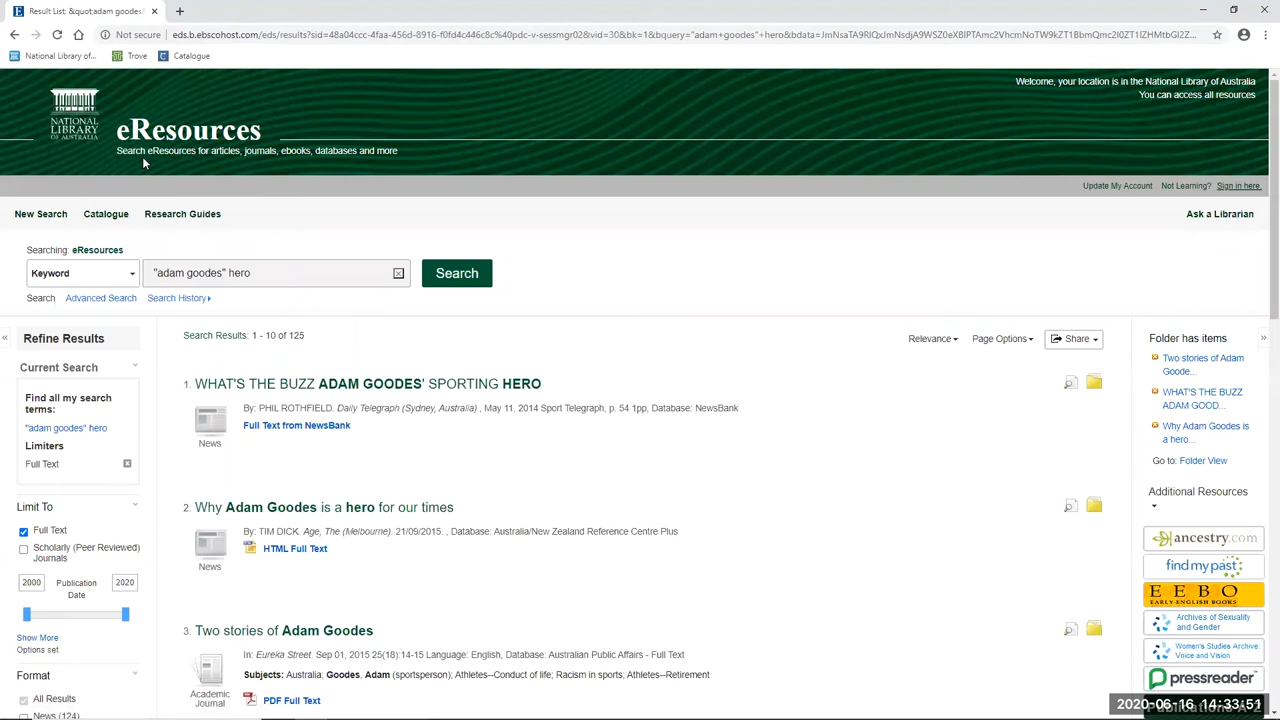 Result List: &quot;adam goodes'
Not secure
eds.b.ebscohost.com/eds/results?sid=48a04ccc-4faa-456d-8916-f0fd4c446c8c%40pdc-v-sessmgr02&vid=30&bk=1&bquery="adam+goodes"+hero&bdata=
National Library of...
Trove
Catalogue
Welcome, your location is in the National Library of Australia
You can access all resources
NATIONAL
LIBRARY
OF AUSTRALIA
eResources
Search eResources for articles, journals, ebooks, databases and more
Update My Account Not Learning? Sign in here.
New Search Catalogue Research Guides
Ask a Librarian
Searching: eResources
Keyword
"adam goodes" hero
Search
Search Advanced Search Search History
Refine Results
Current Search
Find all my search
terms:
"adam goodes" hero
Limiters
Full Text
Limit To
Full Text
Scholarly (Peer Reviewed)
Journals
2000 Publication 2020
Date
Show More
Options set
Format
All Results
News (124)
Search Results: 1 - 10 of 125
Relevance
Page Options
Share
1. WHAT'S THE BUZZ ADAM GOODES' SPORTING HERO
By: PHIL ROTHFIELD. Daily Telegraph (Sydney, Australia) , May 11, 2014 Sport Telegraph, p. 54 1pp, Database: NewsBank
Full Text from NewsBank
News
2. Why Adam Goodes is a hero for our times
By: TIM DICK. Age, The (Melbourne). 21/09/2015. , Database: Australia/New Zealand Reference Centre Plus
HTML Full Text
News
3. Two stories of Adam Goodes
In: Eureka Street. Sep 01, 2015 25(18):14-15 Language: English, Database: Australian Public Affairs - Full Text
Subjects: Australia; Goodes, Adam (sportsperson); Athletes--Conduct of life; Racism in sports; Athletes--Retirement
Academic
Journal
PDF Full Text
Folder has items
Two stories of Adam
Goode...
WHAT'S THE BUZZ
ADAM GOOD...
Why Adam Goodes is
a hero...
Go to: Folder View
Additional Resources
ancestry.com
findmypast
EEBO
EARLY ENGLISH BOOKS
Archives of Sexuality
and Gender
Women's Studies Archive:
Voice and Vision
pressreader
2020-06-16 14:33:51